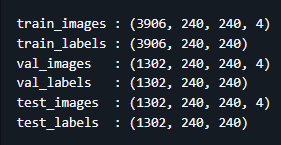 train_images : (3906, 240, 240, 4)
train_labels : (3906, 240, 240)
val_images   : (1302, 240, 240, 4)
val_labels   : (1302, 240, 240)
test_images  : (1302, 240, 240, 4)
test_labels  : (1302, 240, 240)